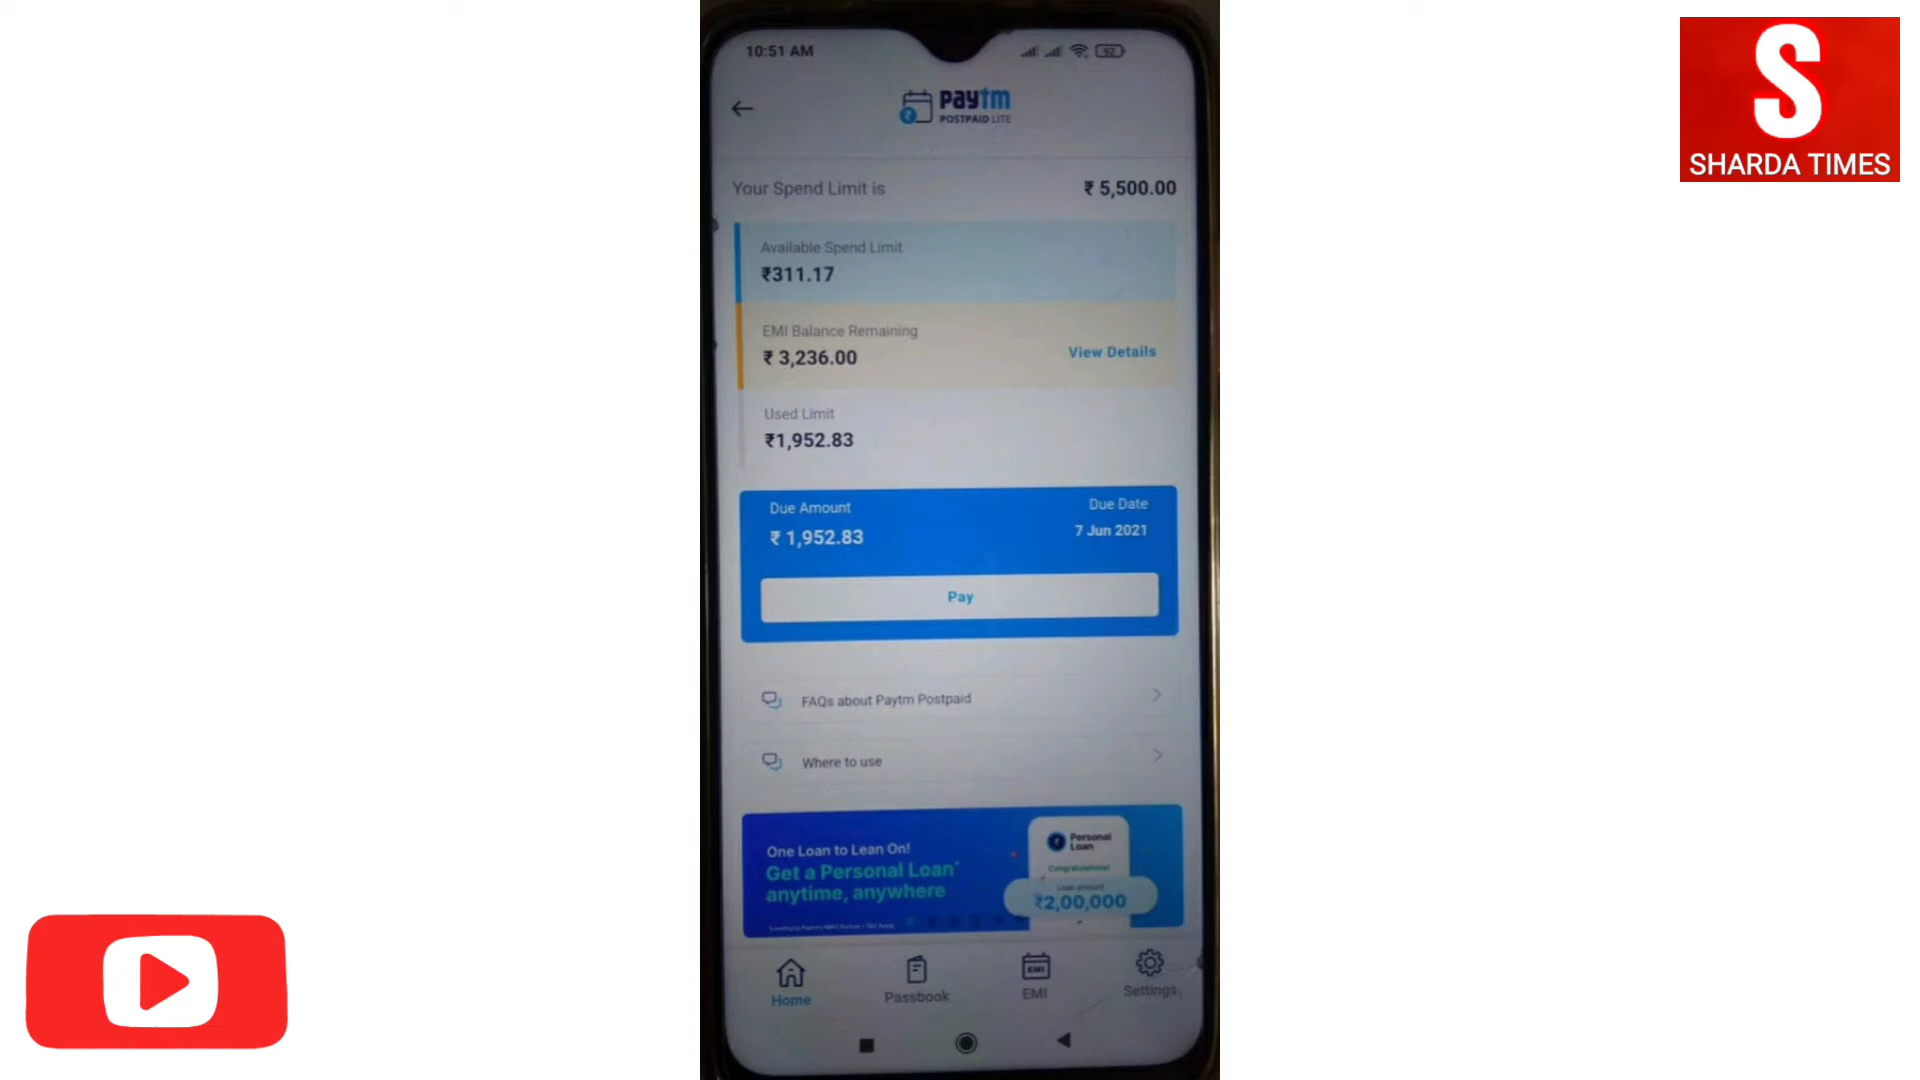 10:51 AM
92
paytm
POSTPAID LITE
Your Spend Limit is
₹ 5,500.00
Available Spend Limit
₹311.17
EMI Balance Remaining
₹ 3,236.00
View Details
Used Limit
₹1,952.83
Due Amount
₹ 1,952.83
Due Date
7 Jun 2021
Pay
FAQs about Paytm Postpaid
Where to use
One Loan to Lean On!
Get a Personal Loan*
anytime, anywhere
Personal
Loan
Congratulations!
Loan amount
₹2,00,000
Home
Passbook
EMI
EMI
Settings
S
SHARDA TIMES